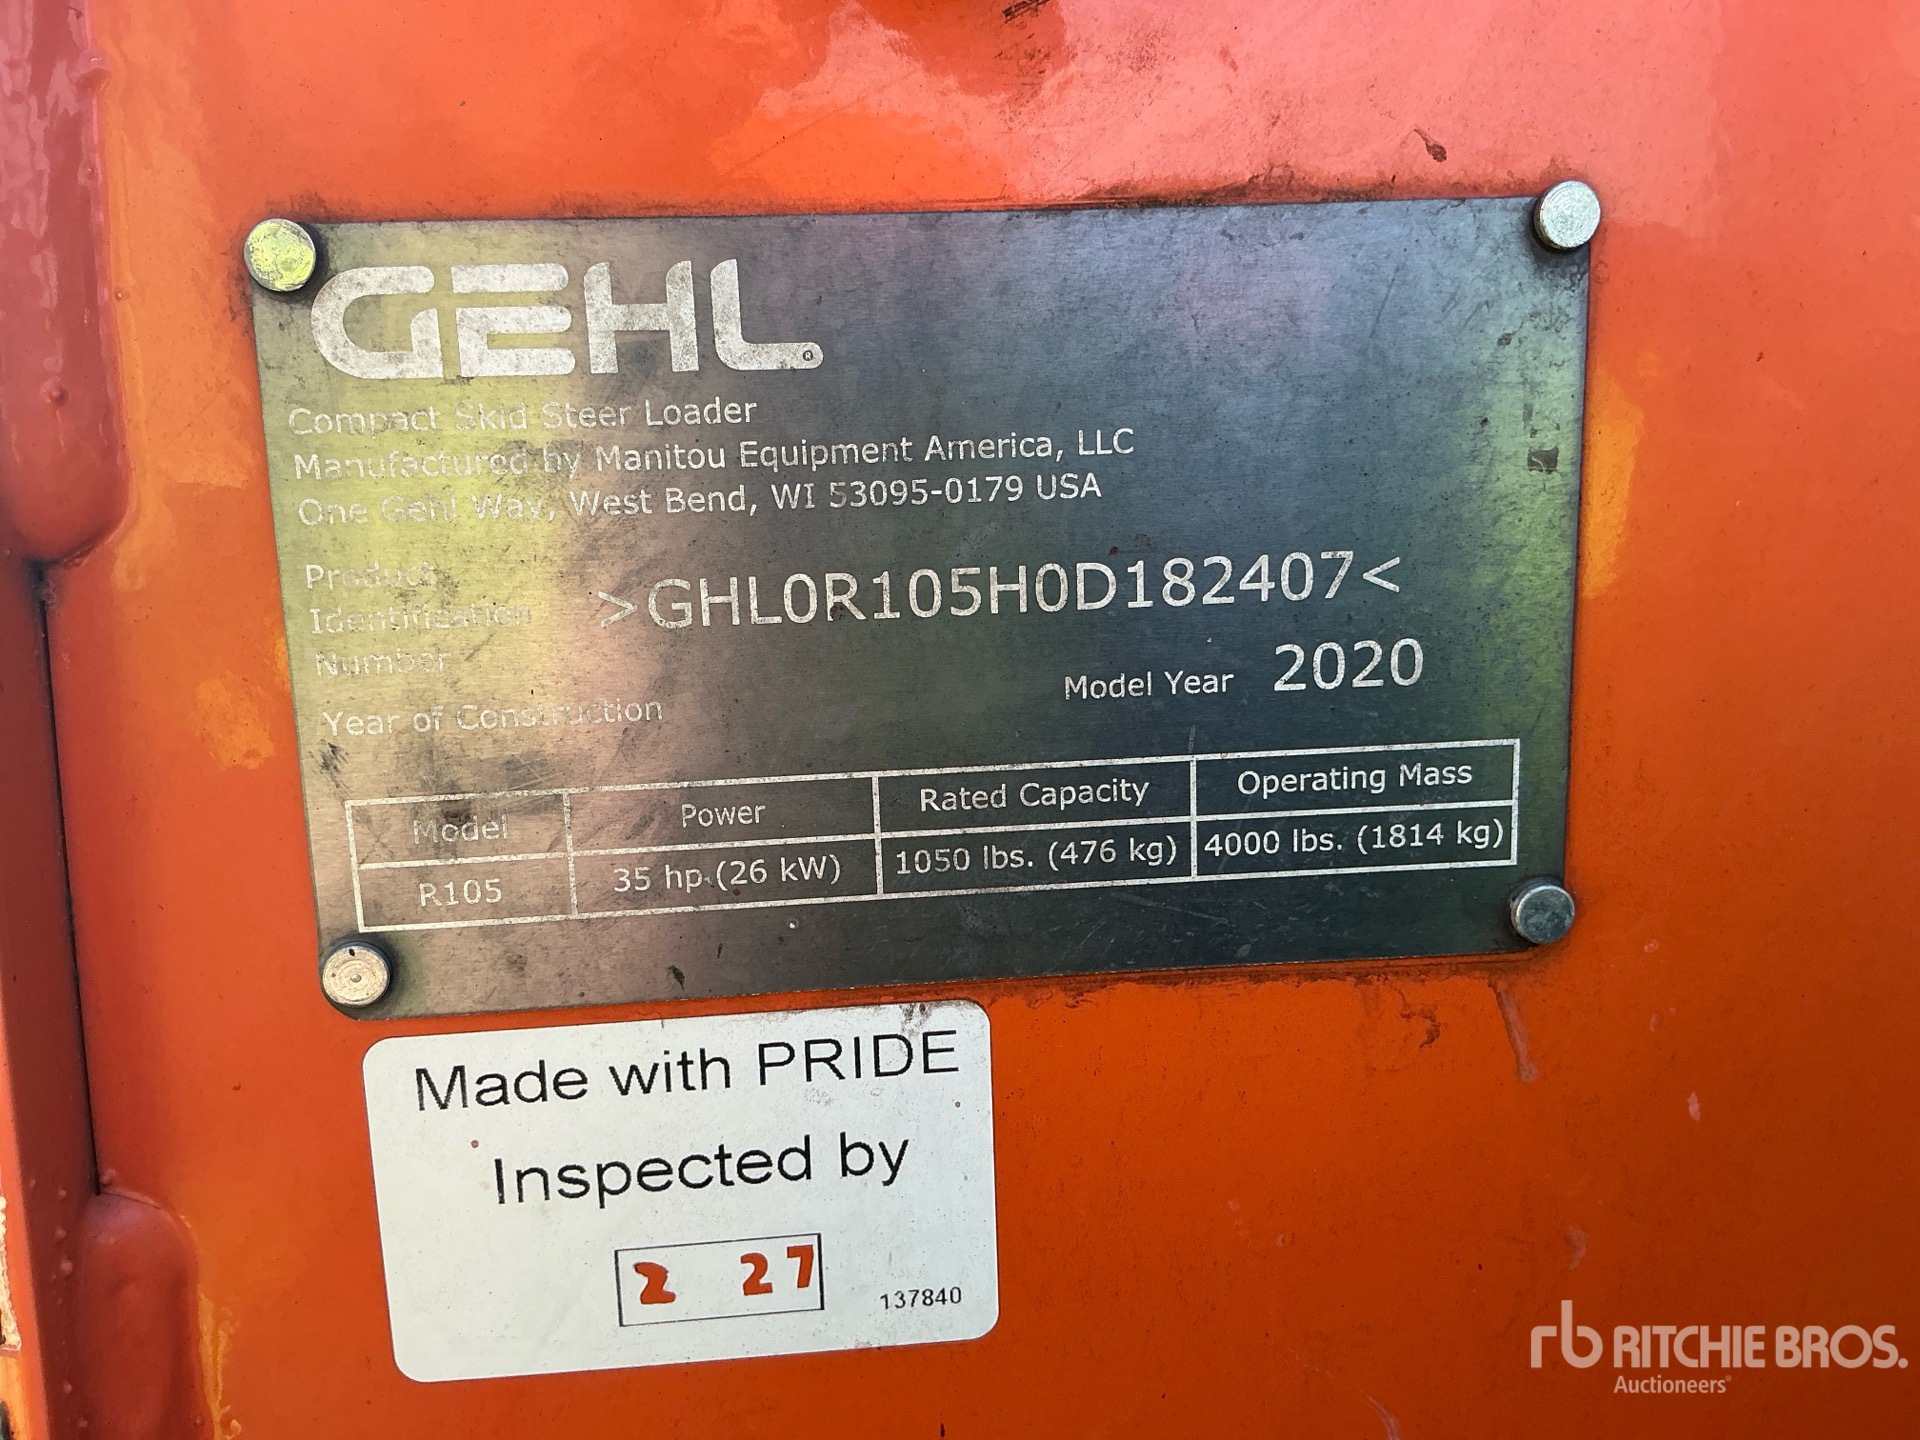 GEHL®
Compact Skid Steer Loader
Manufactured by Manitou Equipment America, LLC
One Gehl Way, West Bend, WI 53095-0179 USA
Product
Identification
Number
>GHL0R105H0D182407<
Model Year 2020
Year of Construction
Model Power Rated Capacity Operating Mass
R105 35 hp (26 kW) 1050 lbs. (476 kg) 4000 lbs. (1814 kg)
Made with PRIDE
Inspected by
2 27
137840
rb RITCHIE BROS.
Auctioneers